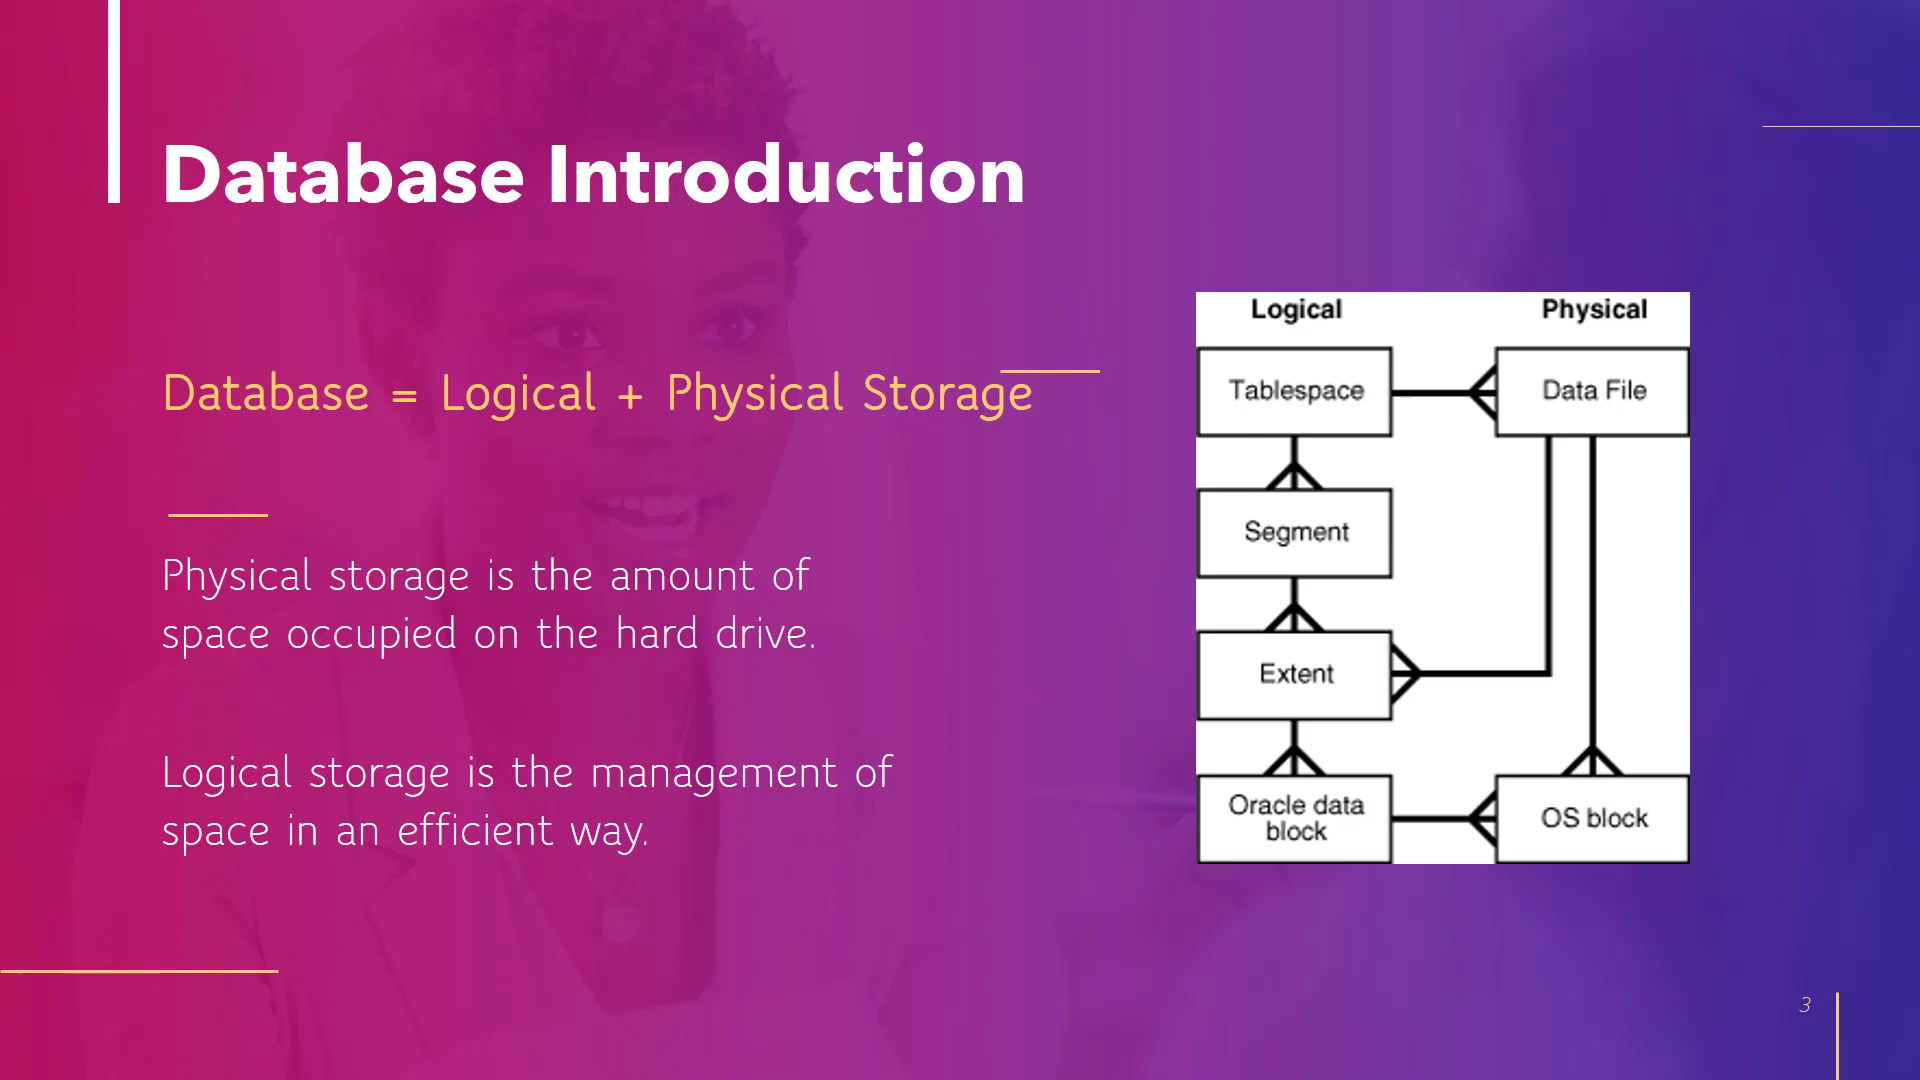 Database Introduction
Database = Logical + Physical Storage
Physical storage is the amount of
space occupied on the hard drive.
Logical storage is the management of
space in an efficient way.
Logical
Physical
Tablespace
Data File
Segment
Extent
Oracle data
block
OS block
3